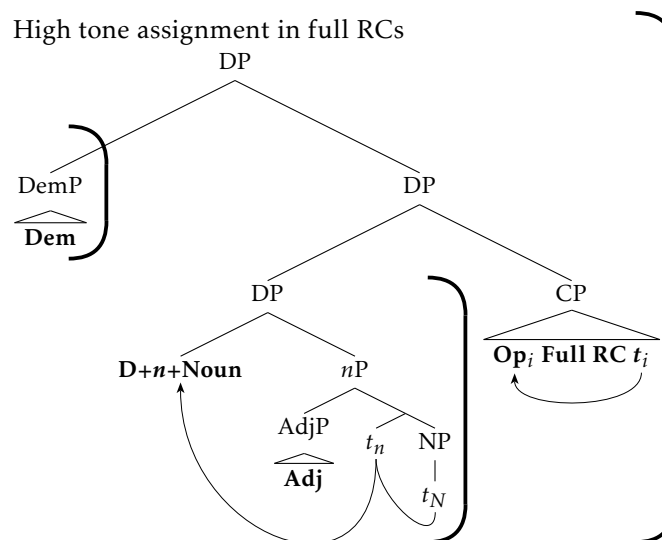 High tone assignment in full RCs
DP
DemP DP
Dem
DP CP
D+n+Noun nP Opᵢ Full RC tᵢ
AdjP tₙ NP
Adj
t_N